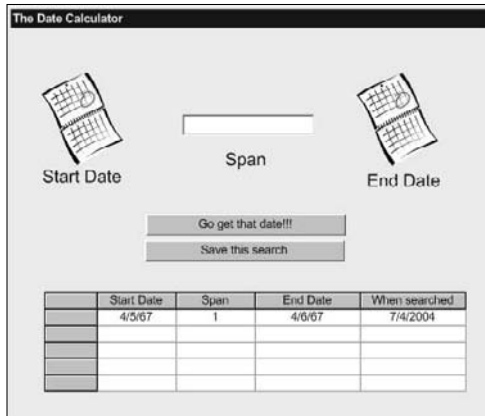 The Date Calculator
Span
Start Date
End Date
Go get that date!!!
Save this search
Start Date Span End Date When searched
4/5/67 1 4/6/67 7/4/2004